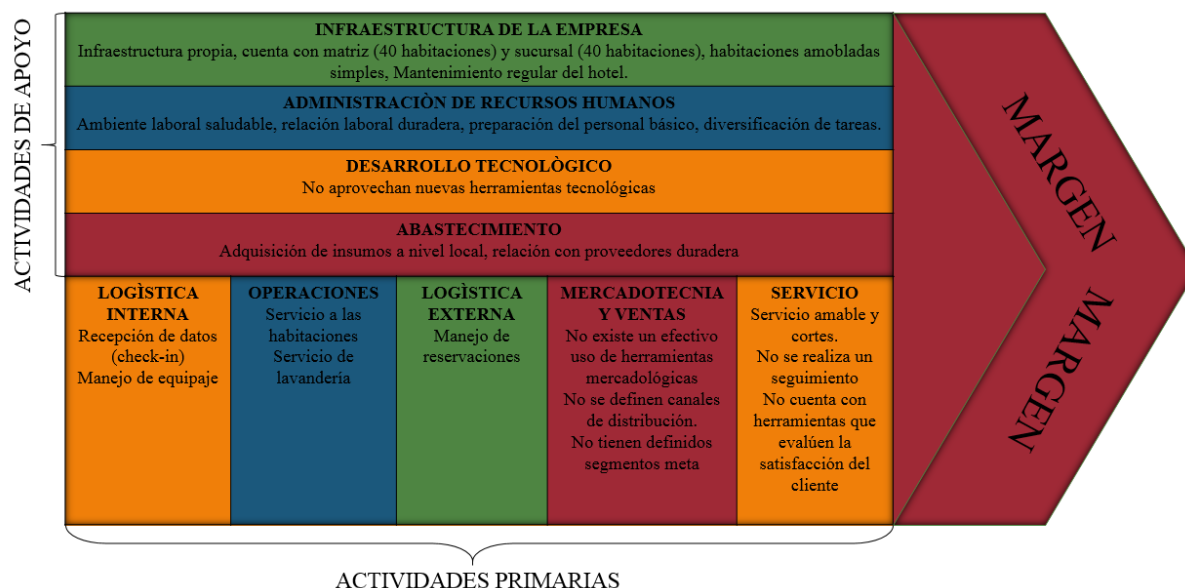 ACTIVIDADES DE APOYO
INFRAESTRUCTURA DE LA EMPRESA
Infraestructura propia, cuenta con matriz (40 habitaciones) y sucursal (40 habitaciones), habitaciones amobladas
simples, Mantenimiento regular del hotel.
ADMINISTRACIÒN DE RECURSOS HUMANOS
Ambiente laboral saludable, relación laboral duradera, preparación del personal básico, diversificación de tareas.
DESARROLLO TECNOLÒGICO
No aprovechan nuevas herramientas tecnológicas
ABASTECIMIENTO
Adquisición de insumos a nivel local, relación con proveedores duradera
LOGÌSTICA
INTERNA
Recepción de datos
(check-in)
Manejo de equipaje
OPERACIONES
Servicio a las
habitaciones
Servicio de
lavandería
LOGÌSTICA
EXTERNA
Manejo de
reservaciones
MERCADOTECNIA
Y VENTAS
No existe un efectivo
uso de herramientas
mercadológicas
No se definen canales
de distribución.
No tienen definidos
segmentos meta
SERVICIO
Servicio amable y
cortes.
No se realiza un
seguimiento
No cuenta con
herramientas que
evalúen la
satisfacción del
cliente
MARGEN
MARGEN
ACTIVIDADES PRIMARIAS